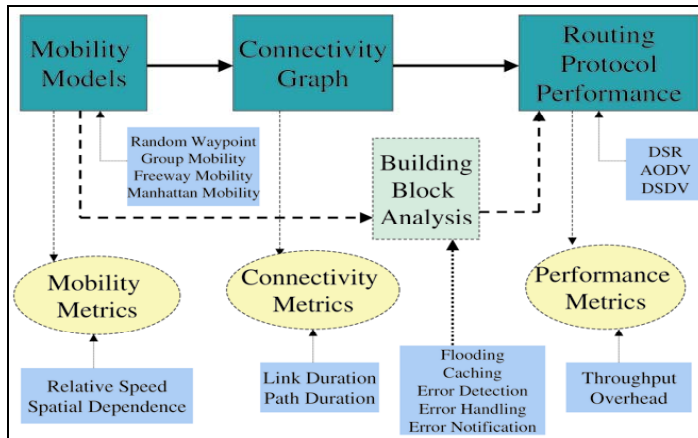 Mobility
Models
Connectivity
Graph
Routing
Protocol
Performance
Random Waypoint
Group Mobility
Freeway Mobility
Manhattan Mobility
Building
Block
Analysis
DSR
AODV
DSDV
Mobility
Metrics
Connectivity
Metrics
Performance
Metrics
Relative Speed
Spatial Dependence
Link Duration
Path Duration
Flooding
Caching
Error Detection
Error Handling
Error Notification
Throughput
Overhead